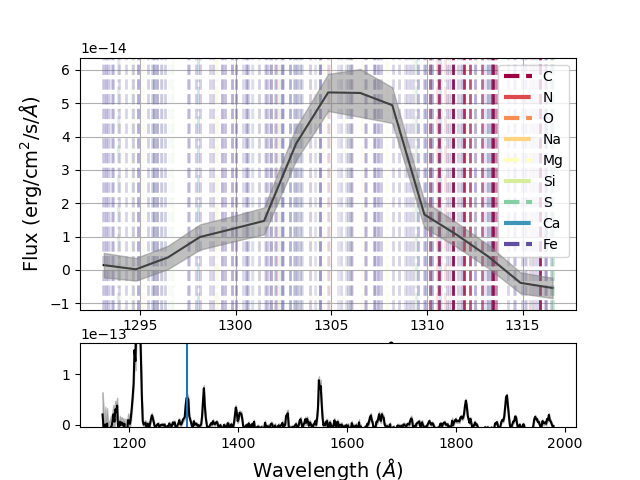 1e−14
6
5
4
3
2
1
0
−1
Flux (erg/cm²/s/Å)
C
N
O
Na
Mg
Si
S
Ca
Fe
1295 1300 1305 1310 1315
1e−13
1
0
1200 1400 1600 1800 2000
Wavelength (Å)